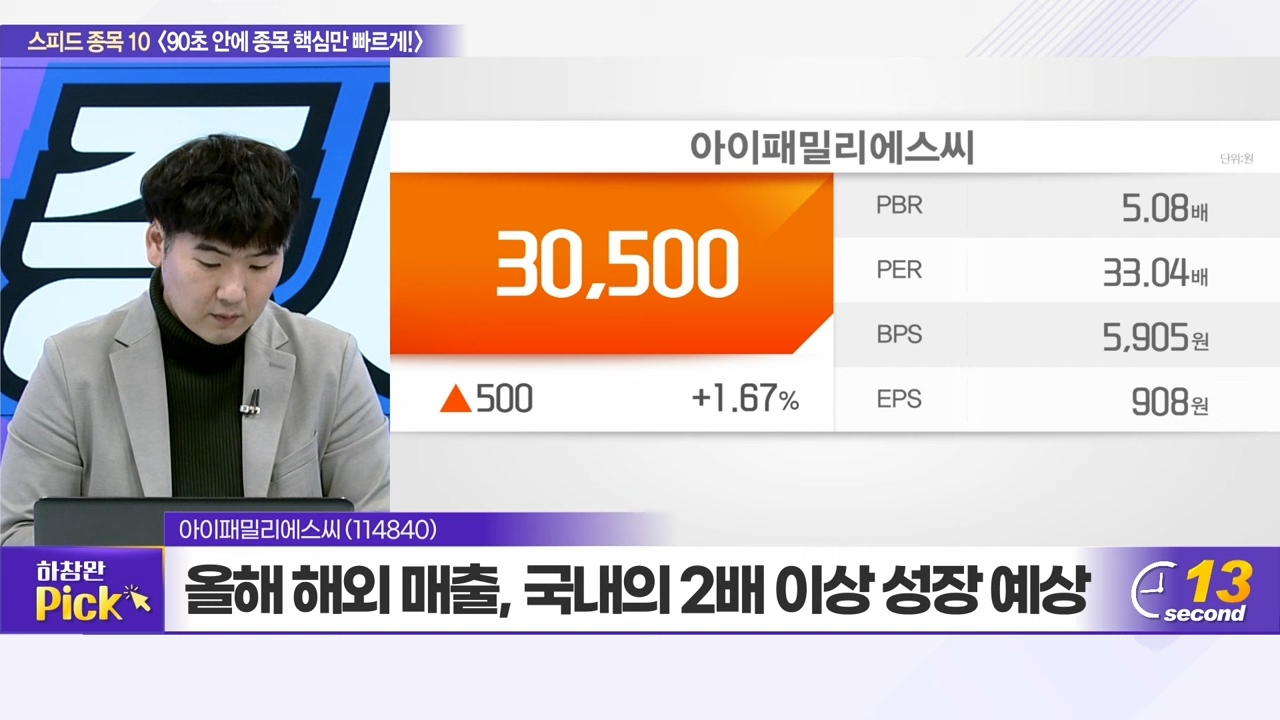 스피드 종목 10 〈90초 안에 종목 핵심만 빠르게!〉
아이패밀리에스씨
단위:원
30,500
▲500 +1.67%
PBR 5.08배
PER 33.04배
BPS 5,905원
EPS 908원
아이패밀리에스씨(114840)
하창완
Pick
올해 해외 매출, 국내의 2배 이상 성장 예상
13
second